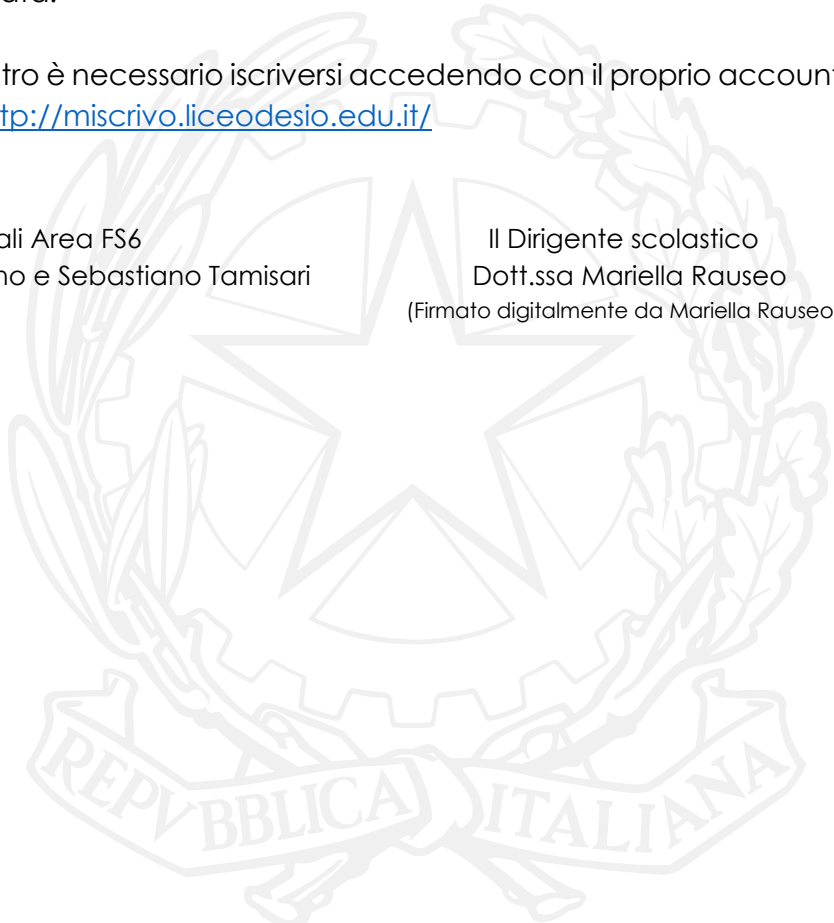 tro è necessario iscriversi accedendo con il proprio account
tp://miscrivo.liceodesio.edu.it/
ali Area FS6
Il Dirigente scolastico
no e Sebastiano Tamisari
Dott.ssa Mariella Rauseo
(Firmato digitalmente da Mariella Rauseo
REPVBBLICA ITALIANA